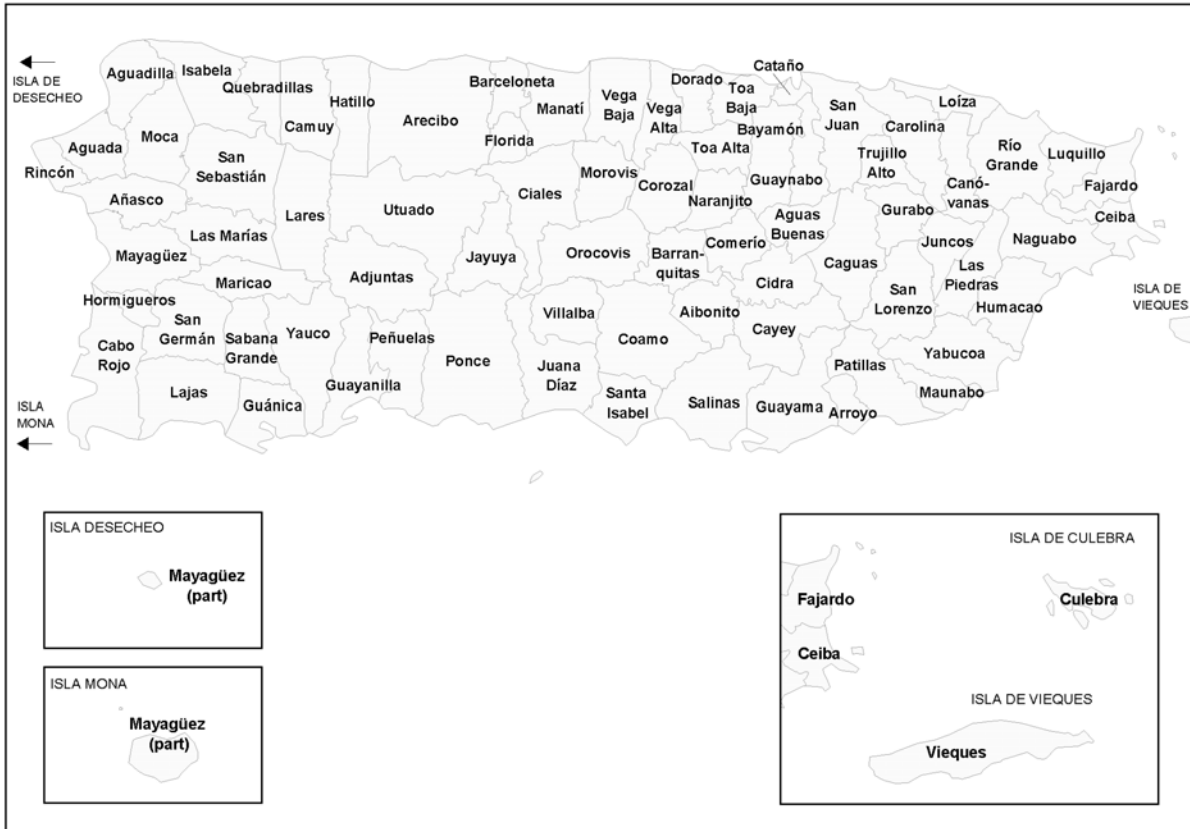 Cataño
ISLA DE
DESECHEO
Aguadilla
Isabela
Quebradillas
Camuy
Hatillo
Arecibo
Barceloneta
Manatí
Florida
Vega
Baja
Vega
Alta
Dorado
Toa
Baja
Toa Alta
Bayamón
San
Juan
Carolina
Loíza
Trujillo
Alto
Río
Grande
Luquillo
Canó-
vanas
Fajardo
Ceiba
Rincón
Aguada
Moca
San
Sebastián
Añasco
Lares
Utuado
Ciales
Morovis
Corozal
Naranjito
Guaynabo
Aguas
Buenas
Gurabo
Juncos
Naguabo
Mayagüez
Las Marías
Maricao
Adjuntas
Jayuya
Orocovis
Barran-
quitas
Comerío
Cidra
Caguas
San
Lorenzo
Las
Piedras
Humacao
ISLA DE
VIEQUES
Hormigueros
San
Germán
Sabana
Grande
Yauco
Peñuelas
Ponce
Villalba
Coamo
Aibonito
Cayey
Patillas
Yabucoa
Cabo
Rojo
Lajas
Guánica
Guayanilla
Juana
Díaz
Santa
Isabel
Salinas
Guayama
Arroyo
Maunabo
ISLA
MONA
ISLA DESECHEO
Mayagüez
(part)
ISLA MONA
Mayagüez
(part)
ISLA DE CULEBRA
Fajardo
Culebra
Ceiba
ISLA DE VIEQUES
Vieques